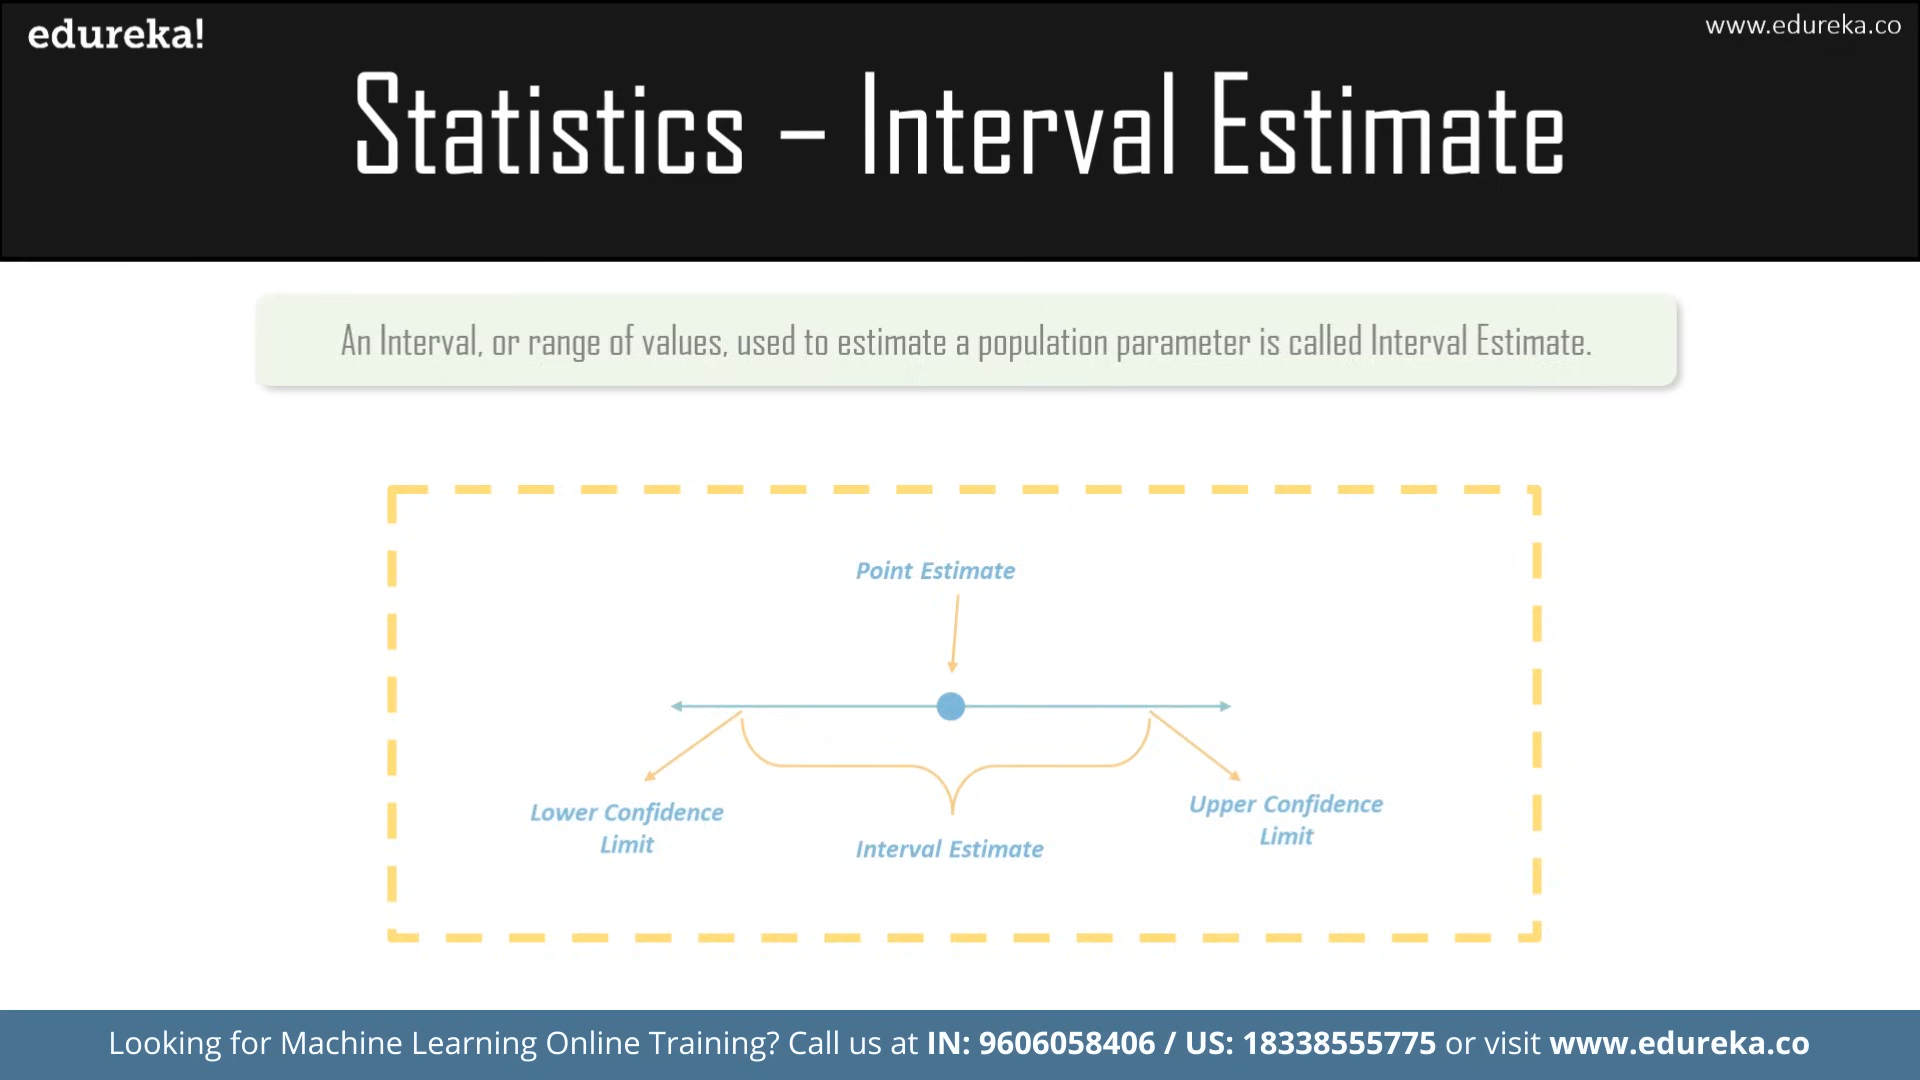 edureka!
www.edureka.co
Statistics – Interval Estimate
An Interval, or range of values, used to estimate a population parameter is called Interval Estimate.
Point Estimate
Lower Confidence
Limit
Interval Estimate
Upper Confidence
Limit
Looking for Machine Learning Online Training? Call us at IN: 9606058406 / US: 18338555775 or visit www.edureka.co